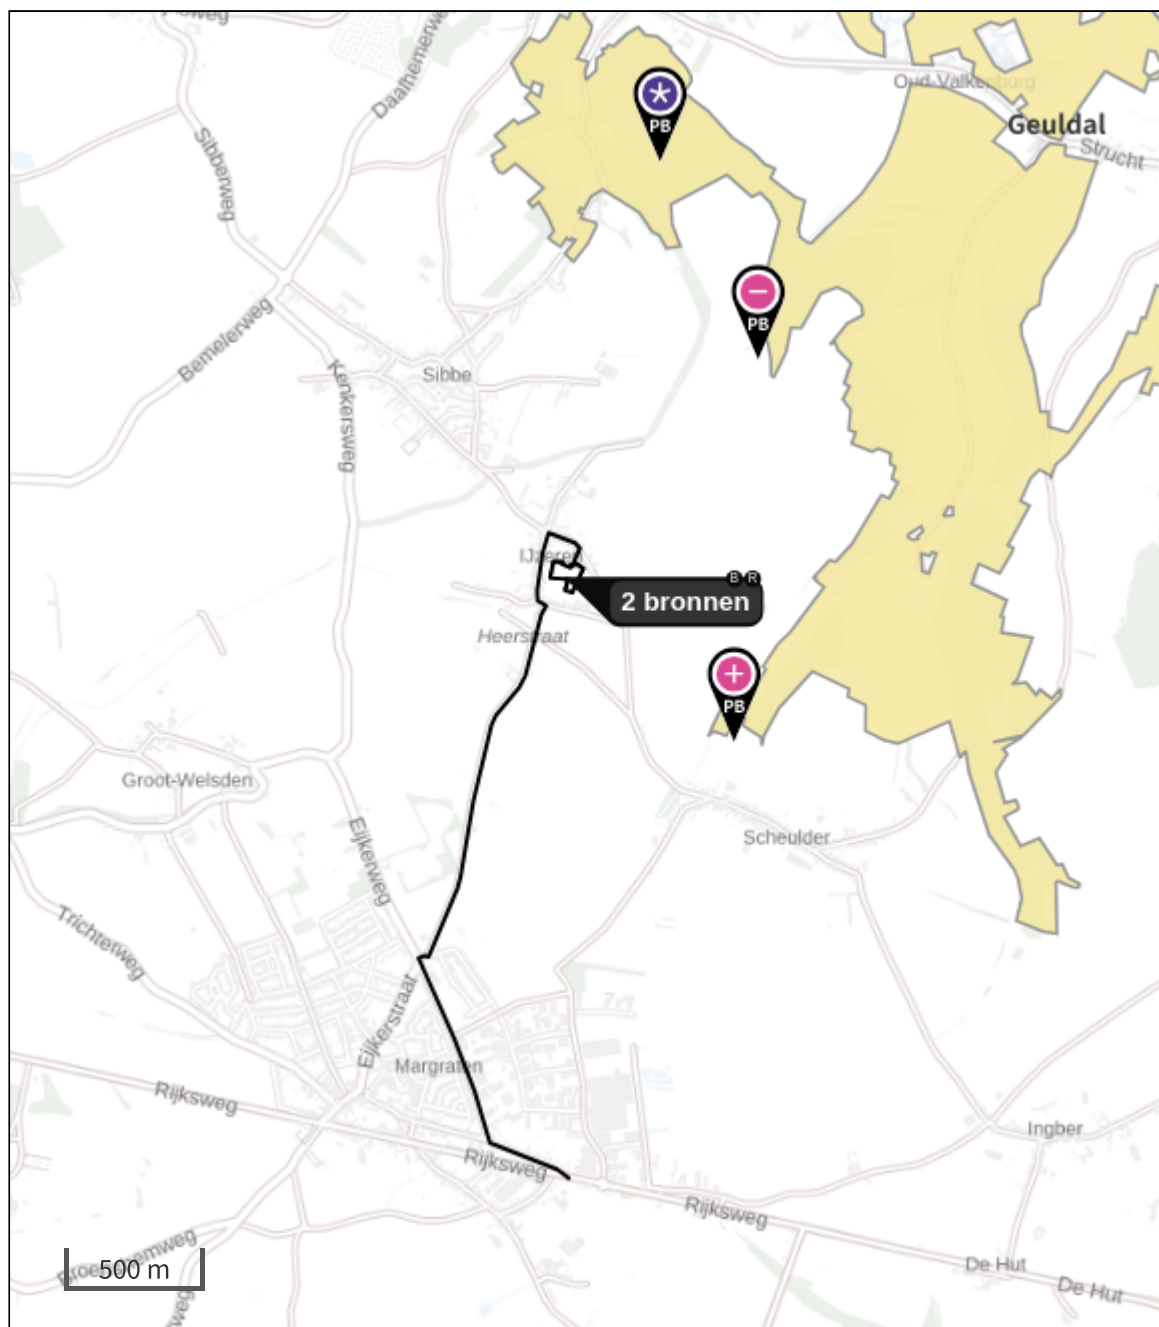 Daalhemerweg
Oud-Valkenburg
PB
Geuldal
Strucht
Sibberweg
PB
Bemelerweg
Sibbe
Kenkersweg
IJzeren
B R
2 bronnen
Heerstraat
PB
Groot-Welsden
Scheulder
Eijkerweg
Trichterweg
Eijkerstraat
Margraten
Rijksweg
Ingber
Rijksweg
Rijksweg
De Hut
De Hut
500 m